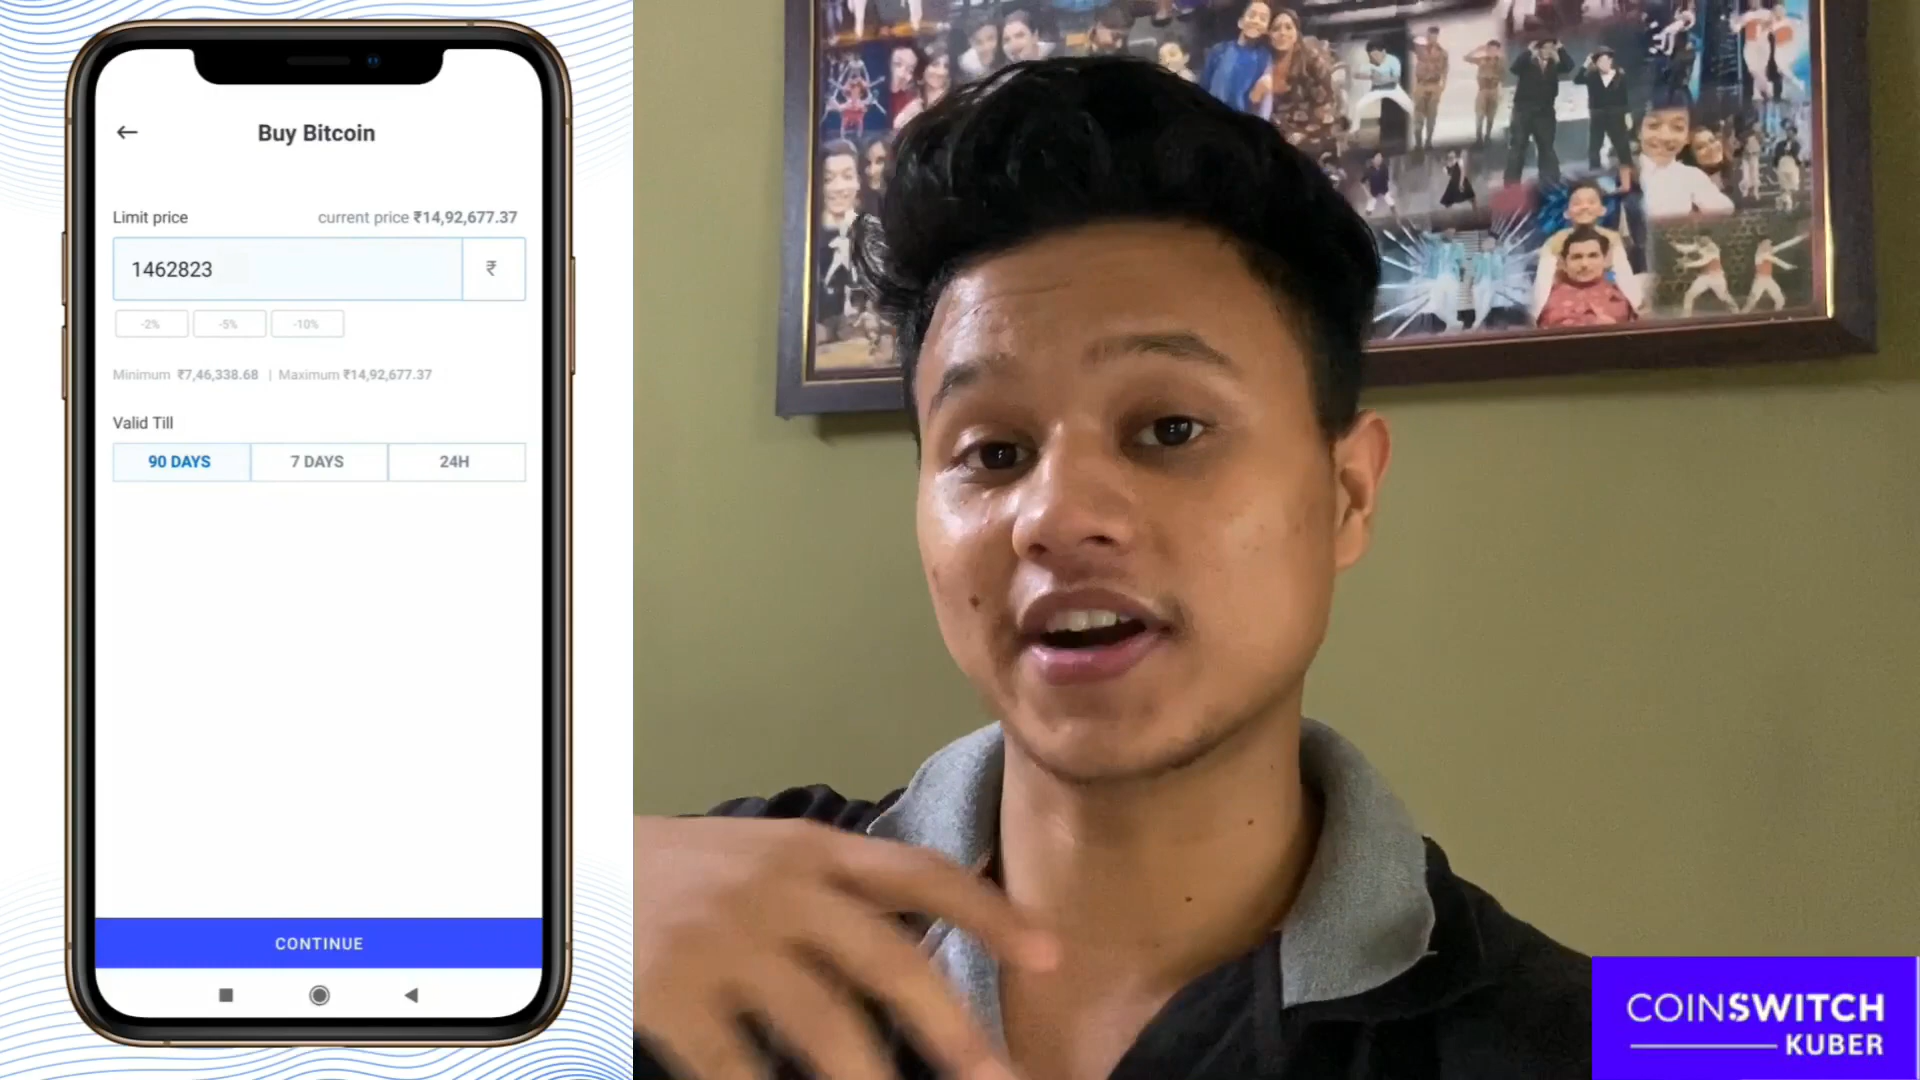 Buy Bitcoin
Limit price current price ₹14,92,677.37
1462823 ₹
-2% -5% -10%
Minimum ₹7,46,338.68 | Maximum ₹14,92,677.37
Valid Till
90 DAYS 7 DAYS 24H
CONTINUE
COINSWITCH
KUBER